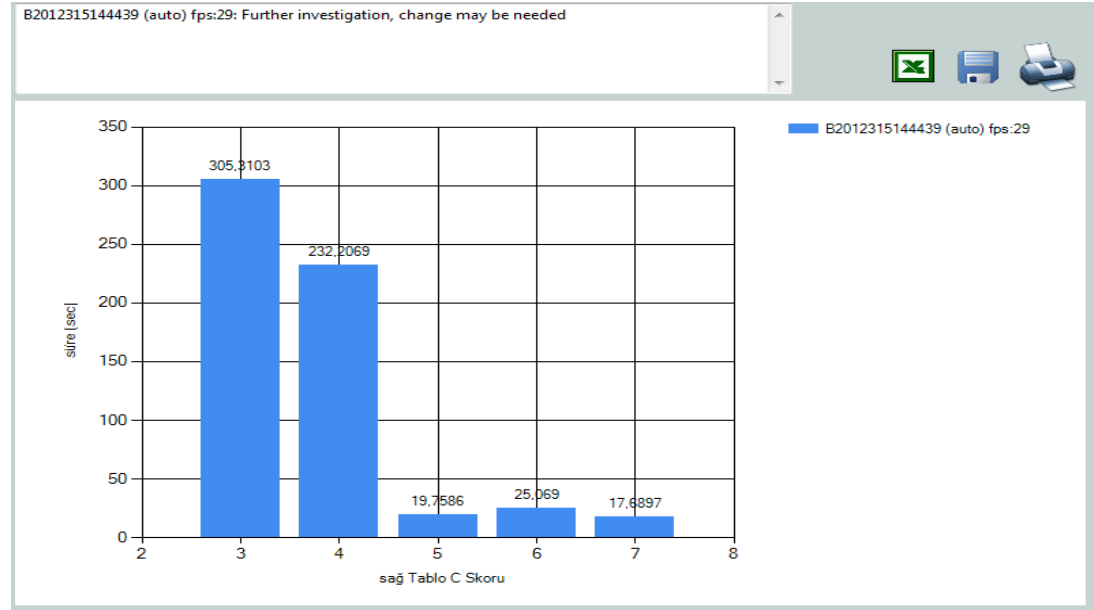 B2012315144439 (auto) fps:29: Further investigation, change may be needed
B2012315144439 (auto) fps:29
350
300
250
200
150
100
50
0
süre [sec]
305,3103
232,2069
19,7586
25,069
17,6897
2 3 4 5 6 7 8
sağ Tablo C Skoru